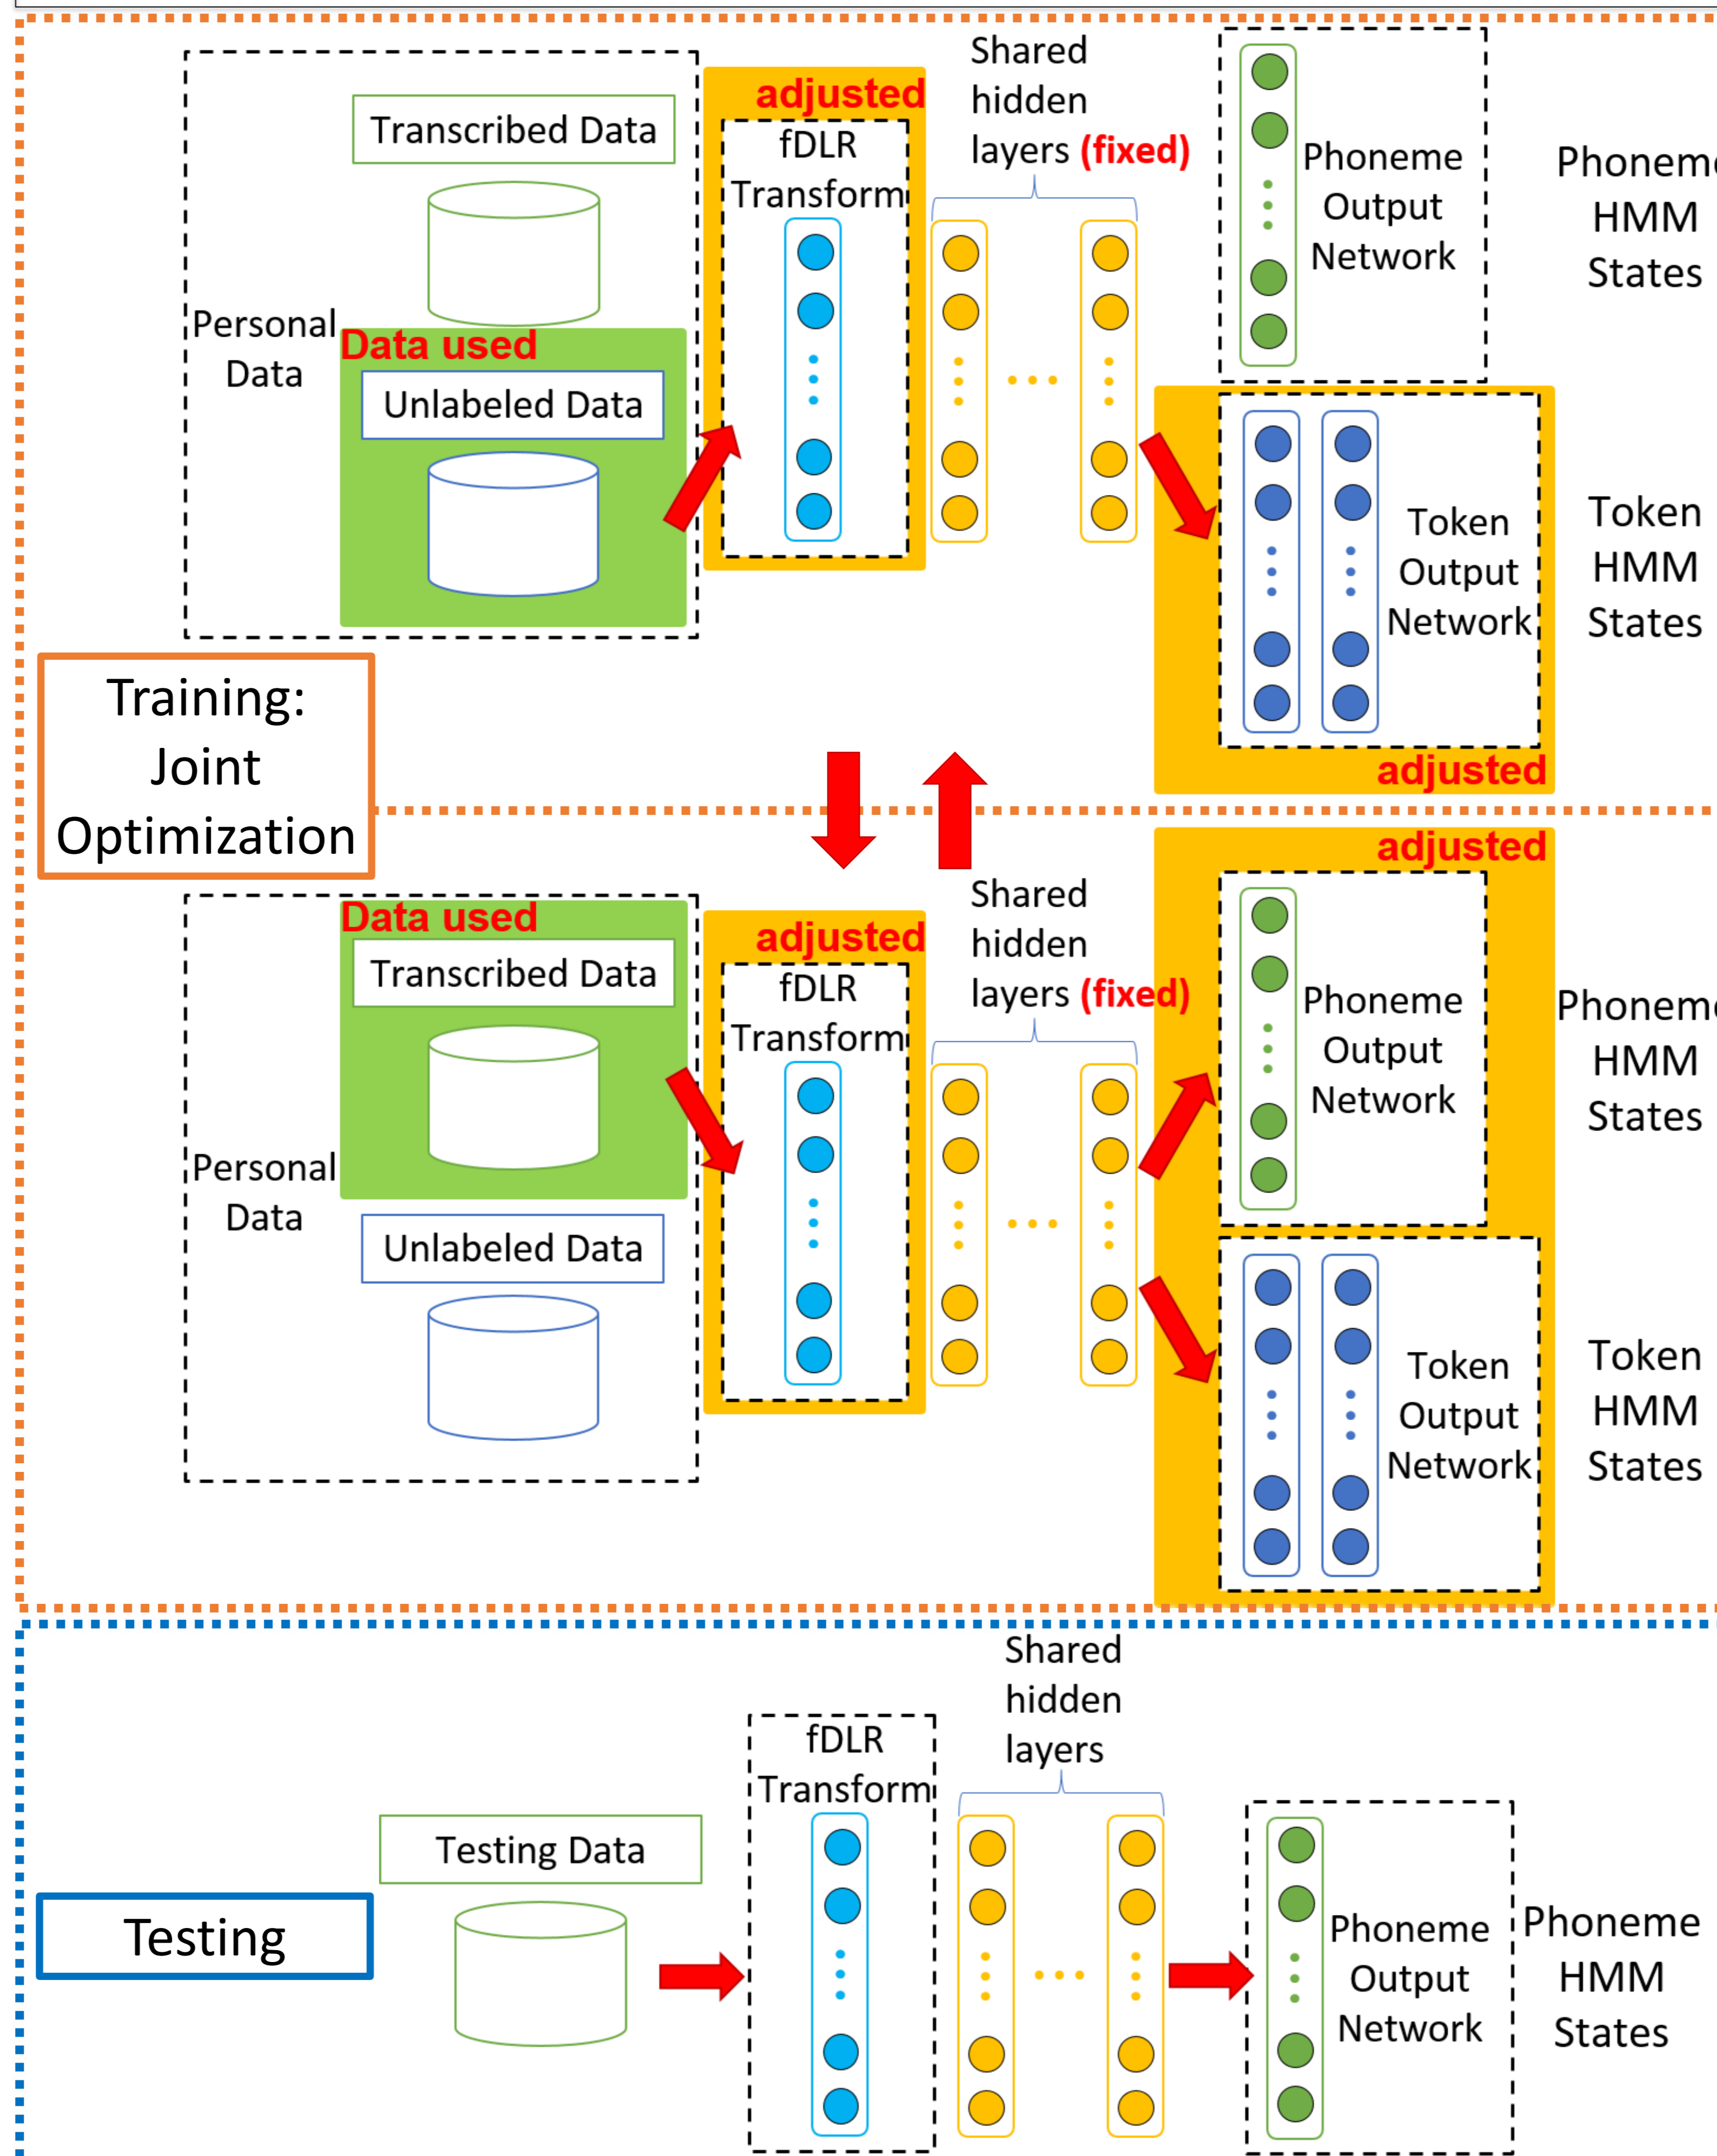 Transcribed Data
Personal
Data
Data used
Unlabeled Data
adjusted
fDLR
Transform
Shared
hidden
layers (fixed)
Phoneme
Output
Network
Phoneme
HMM
States
Token
Output
Network
adjusted
Token
HMM
States
Training:
Joint
Optimization
Data used
Transcribed Data
Personal
Data
Unlabeled Data
adjusted
fDLR
Transform
Shared
hidden
layers (fixed)
adjusted
Phoneme
Output
Network
Phoneme
HMM
States
Token
Output
Network
Token
HMM
States
Testing
Testing Data
fDLR
Transform
Shared
hidden
layers
Phoneme
Output
Network
Phoneme
HMM
States